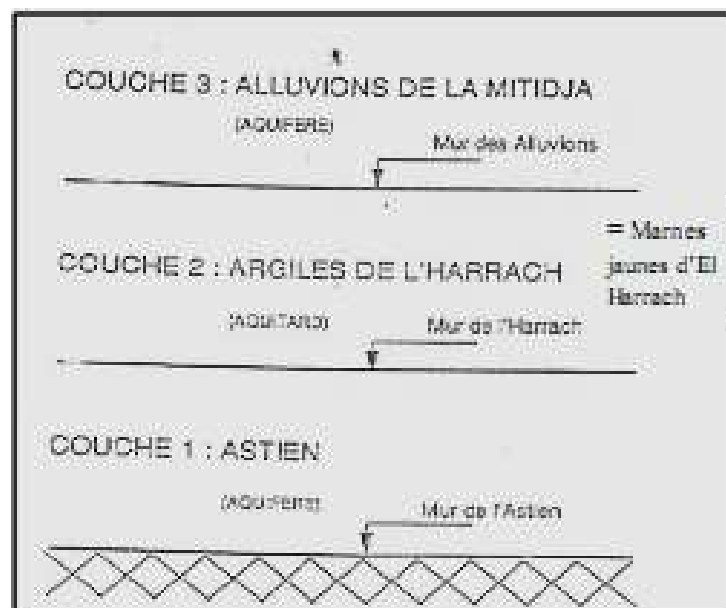 COUCHE 3 : ALLUVIONS DE LA MITIDJA
(AQUIFERE)
Mur des Alluvions
COUCHE 2 : ARGILES DE L'HARRACH
= Marnes
jaunes d'El
Harrach
(AQUITARD)
Mur de l'Harrach
COUCHE 1 : ASTIEN
(AQUIFERE)
Mur de l'Astien